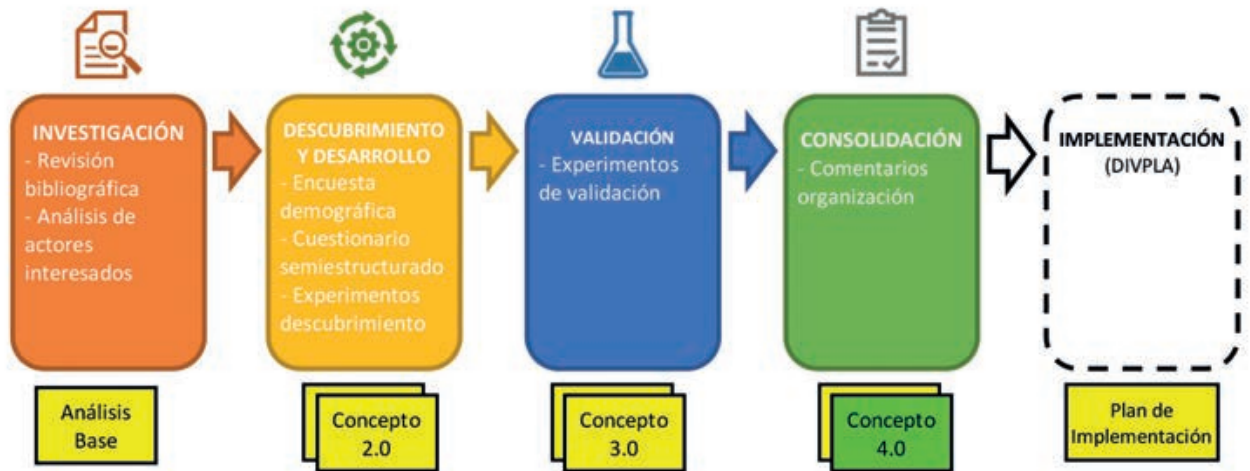 INVESTIGACIÓN
- Revisión
bibliográfica
- Análisis de
actores
interesados
DESCUBRIMIENTO
Y DESARROLLO
- Encuesta
demográfica
- Cuestionario
semiestructurado
- Experimentos
descubrimiento
VALIDACIÓN
- Experimentos
de validación
CONSOLIDACIÓN
- Comentarios
organización
IMPLEMENTACIÓN
(DIVPLA)
Análisis
Base
Concepto
2.0
Concepto
3.0
Concepto
4.0
Plan de
Implementación